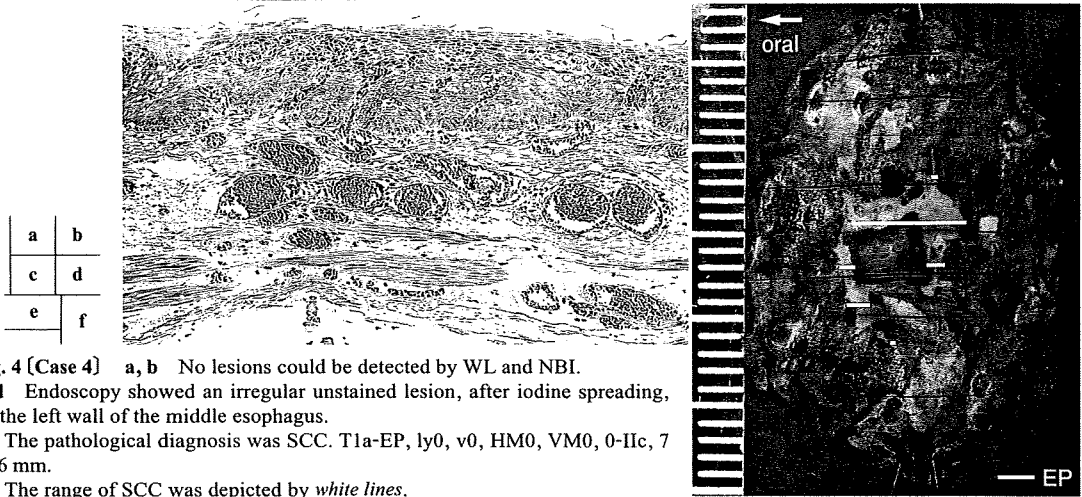 oral
a b
c d
e f
. 4 [Case 4] a, b No lesions could be detected by WL and NBI.
d Endoscopy showed an irregular unstained lesion, after iodine spreading,
the left wall of the middle esophagus.
The pathological diagnosis was SCC. T1a-EP, ly0, v0, HM0, VM0, 0-IIc, 7
6 mm.
The range of SCC was depicted by white lines.
EP